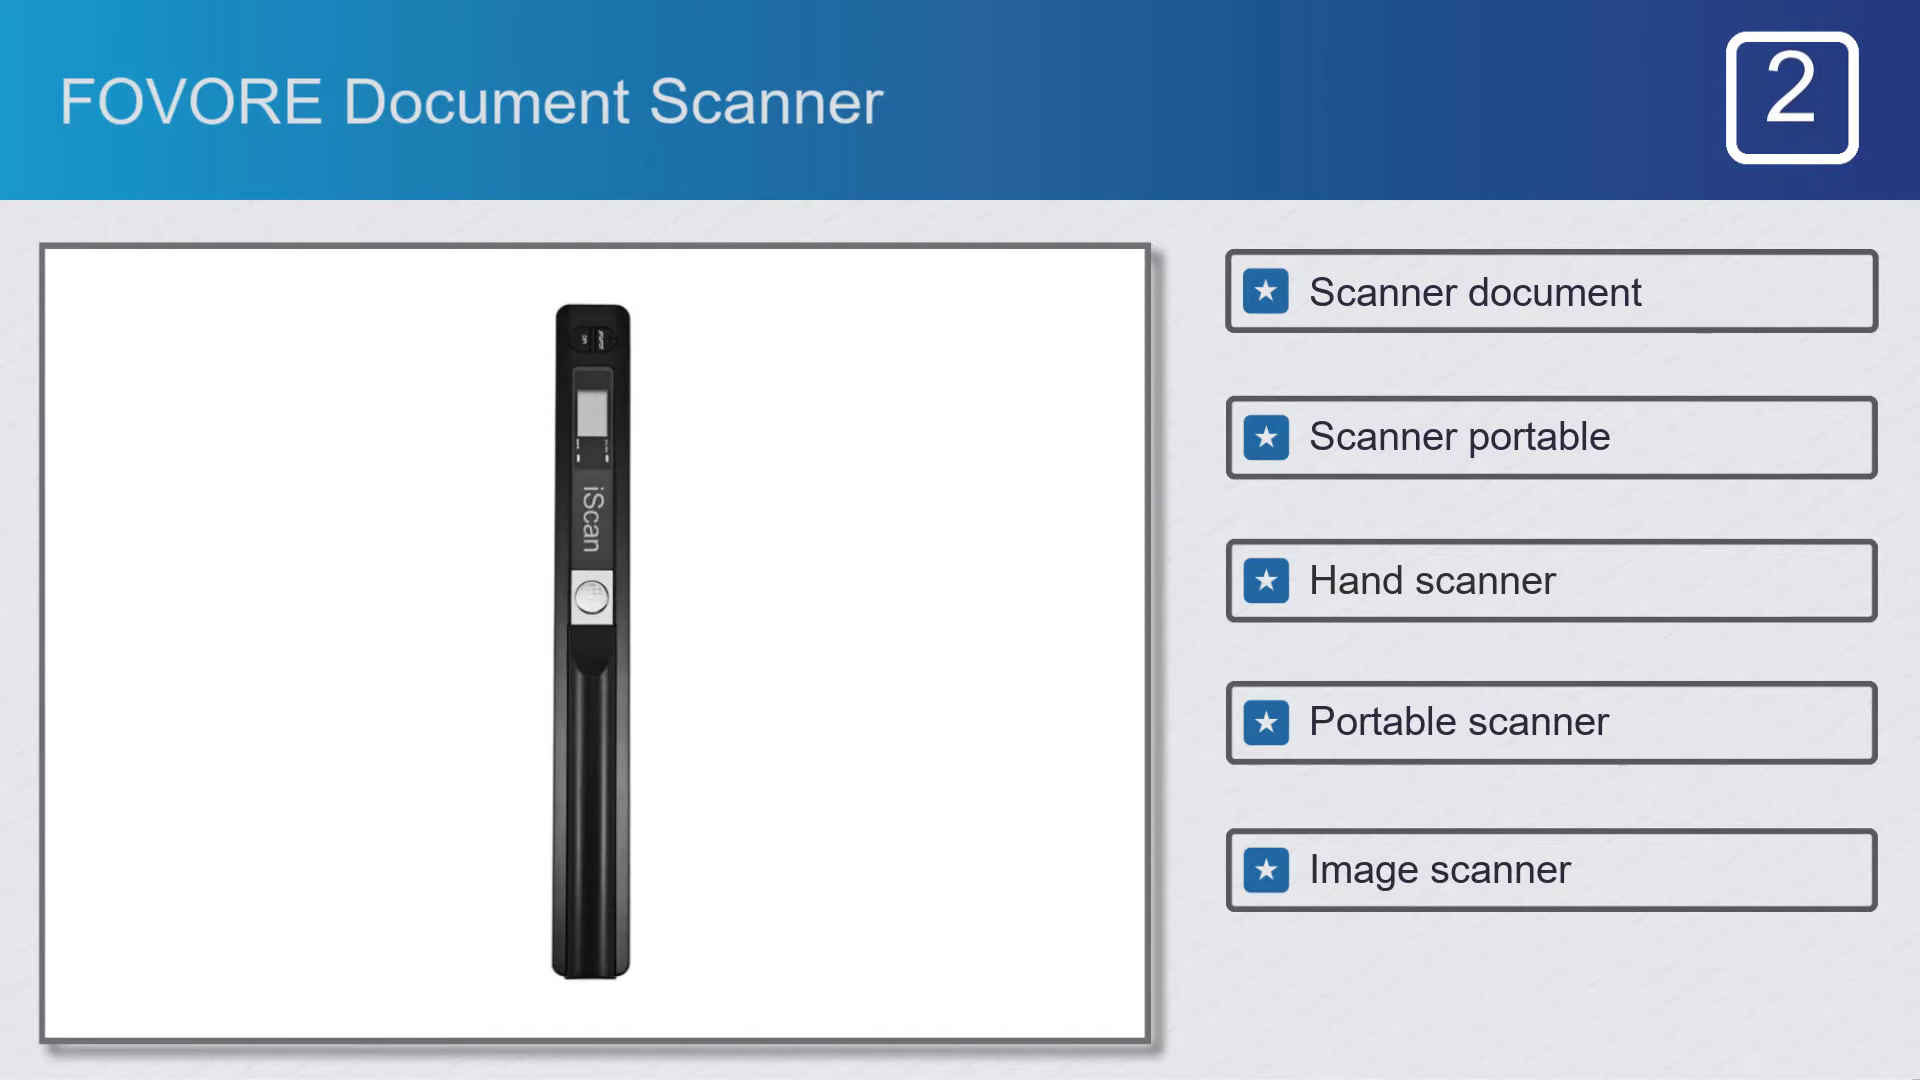 FOVORE Document Scanner
2
iScan
Scanner document
Scanner portable
Hand scanner
Portable scanner
Image scanner